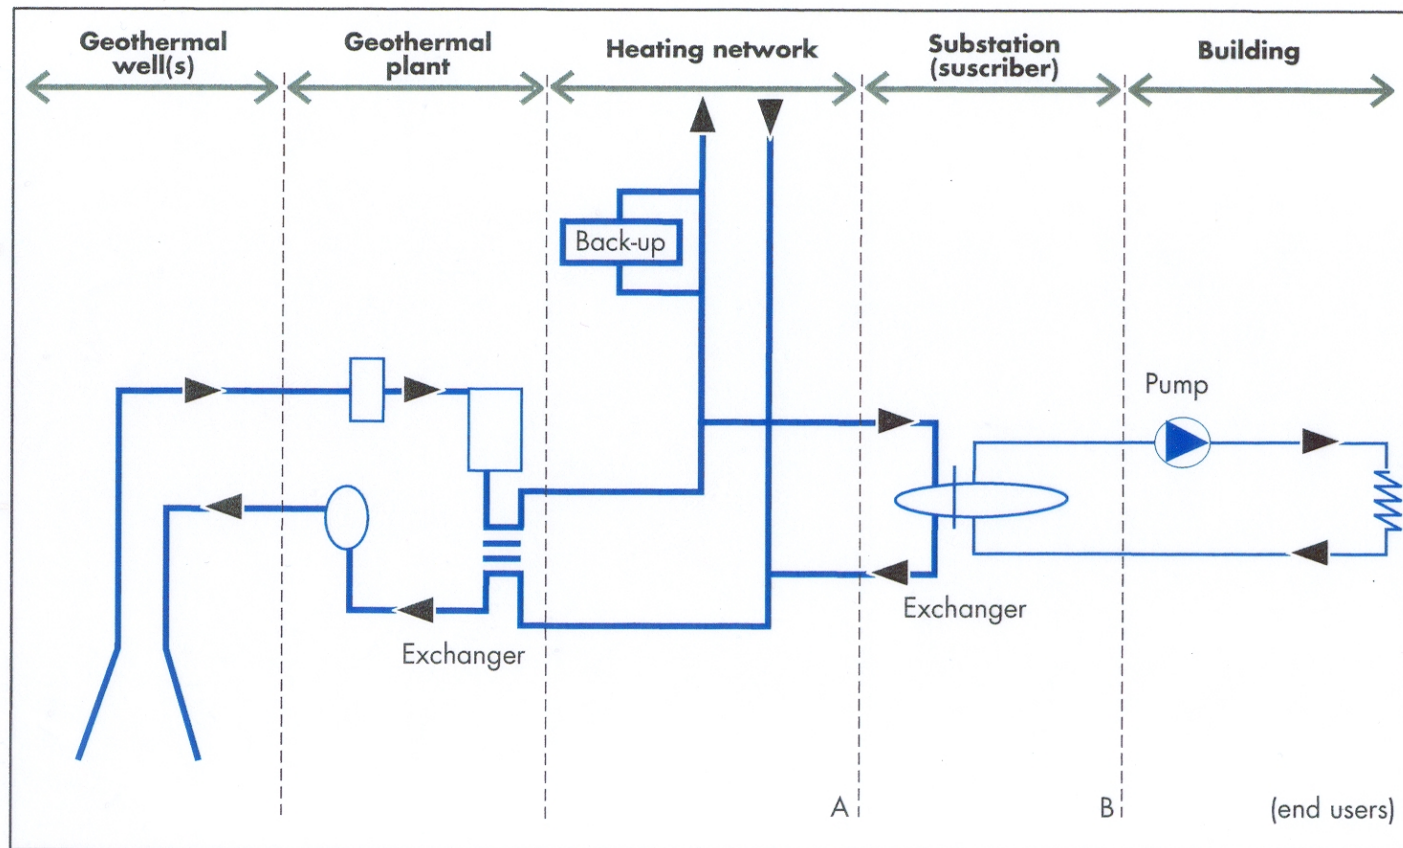 Geothermal
well(s)
Geothermal
plant
Heating network
Substation
(suscriber)
Building
Back-up
Pump
Exchanger
Exchanger
A
B
(end users)